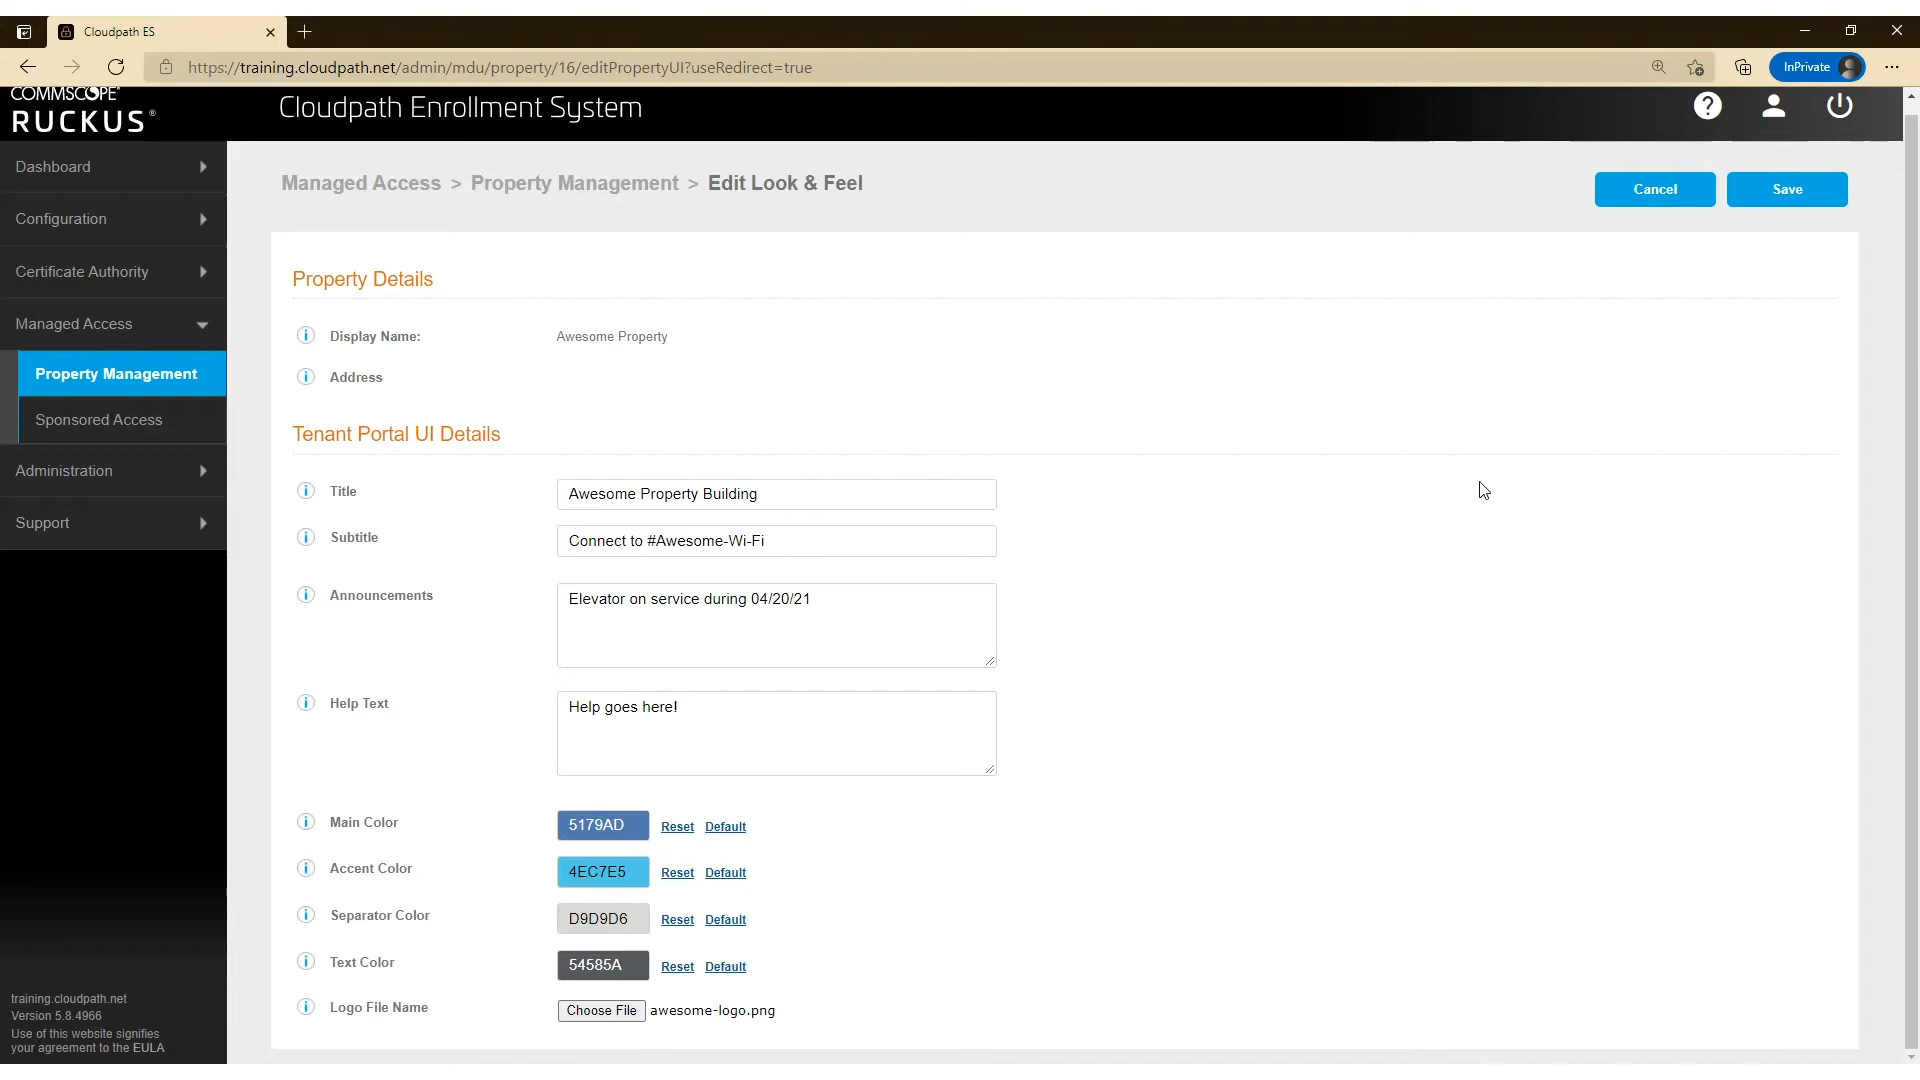 Cloudpath ES
https://training.cloudpath.net/admin/mdu/property/16/editPropertyUI?useRedirect=true
InPrivate
COMMSCOPE®
RUCKUS®
Cloudpath Enrollment System
Dashboard
Configuration
Certificate Authority
Managed Access
Property Management
Sponsored Access
Administration
Support
training.cloudpath.net
Version 5.8.4966
Use of this website signifies
your agreement to the EULA
Managed Access > Property Management > Edit Look & Feel
Cancel
Save
Property Details
Display Name: Awesome Property
Address
Tenant Portal UI Details
Title Awesome Property Building
Subtitle Connect to #Awesome-Wi-Fi
Announcements Elevator on service during 04/20/21
Help Text Help goes here!
Main Color 5179AD Reset Default
Accent Color 4EC7E5 Reset Default
Separator Color D9D9D6 Reset Default
Text Color 54585A Reset Default
Logo File Name Choose File awesome-logo.png